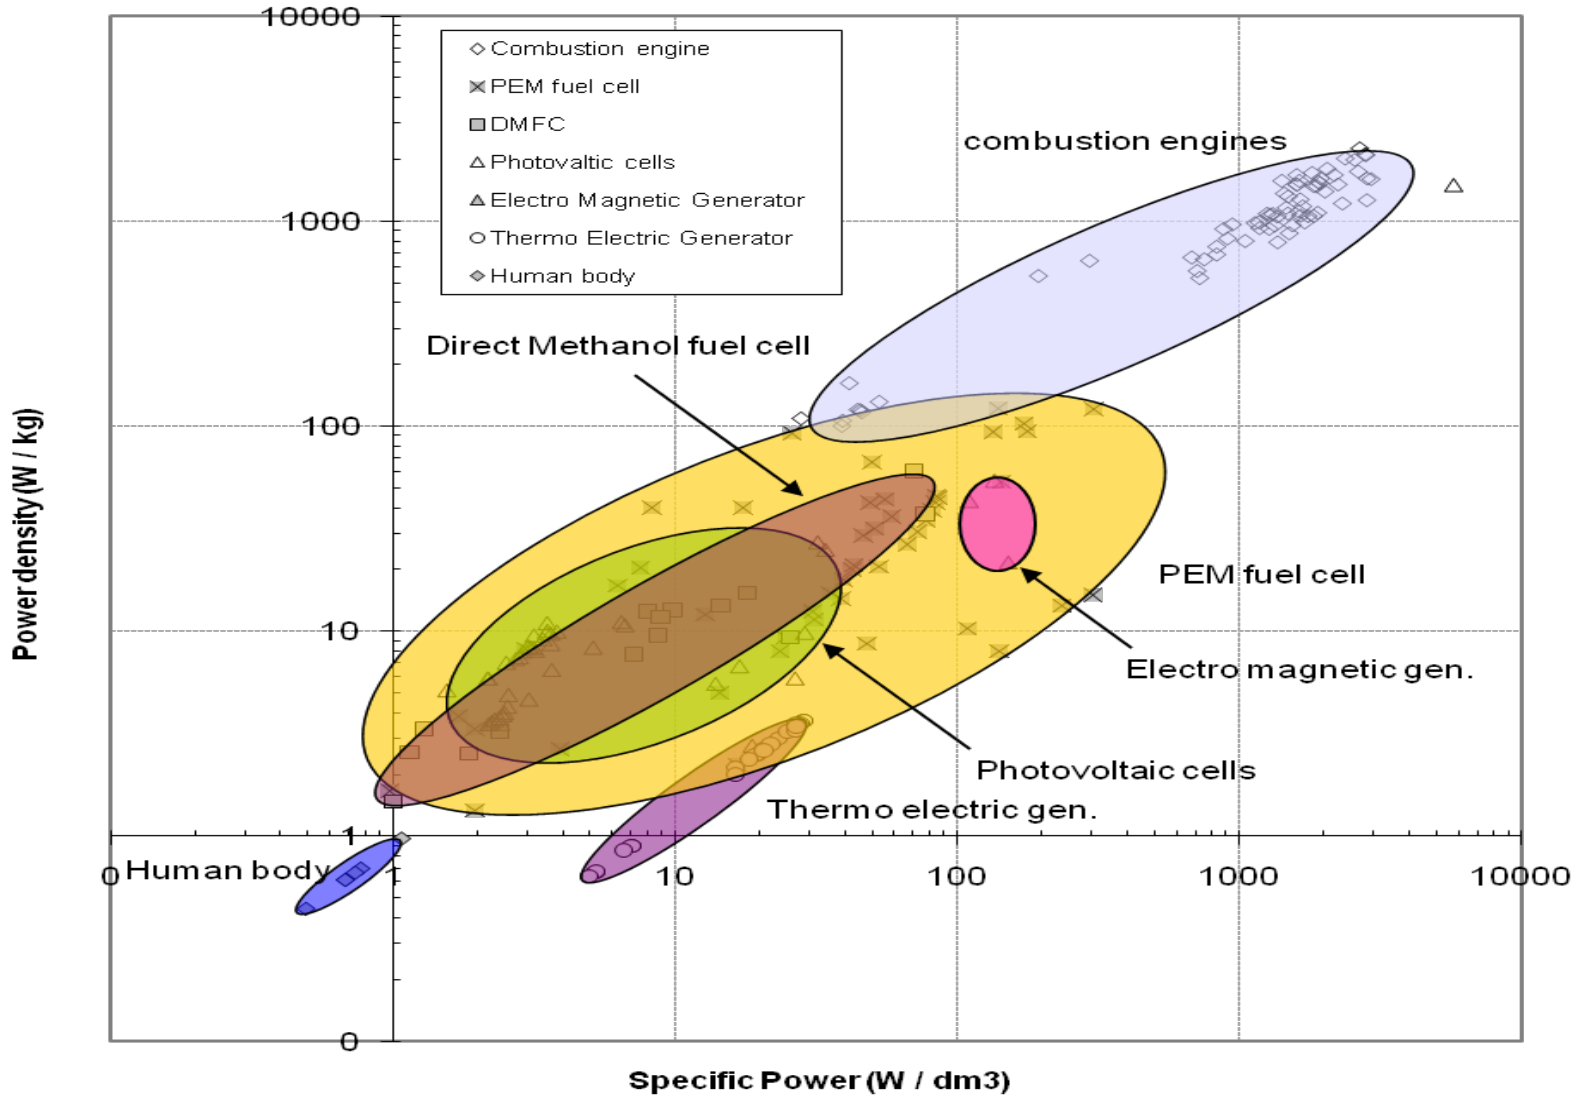 10000
Combustion engine
PEM fuel cell
DMFC
Photovaltic cells
Electro Magnetic Generator
Thermo Electric Generator
Human body
combustion engines
1000
Direct Methanol fuel cell
100
Power density (W / kg)
PEM fuel cell
10
Electro magnetic gen.
Photovoltaic cells
Thermo electric gen.
1
Human body
0
1
10
100
1000
10000
0
Specific Power (W / dm3)